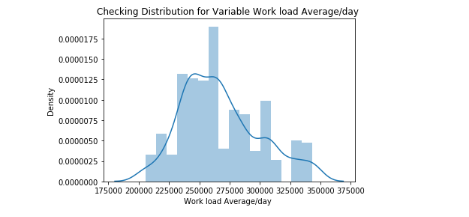 Checking Distribution for Variable Work load Average/day
0.0000175
0.0000150
0.0000125
0.0000100
0.0000075
0.0000050
0.0000025
0.0000000
Density
175000 200000 225000 250000 275000 300000 325000 350000 375000
Work load Average/day